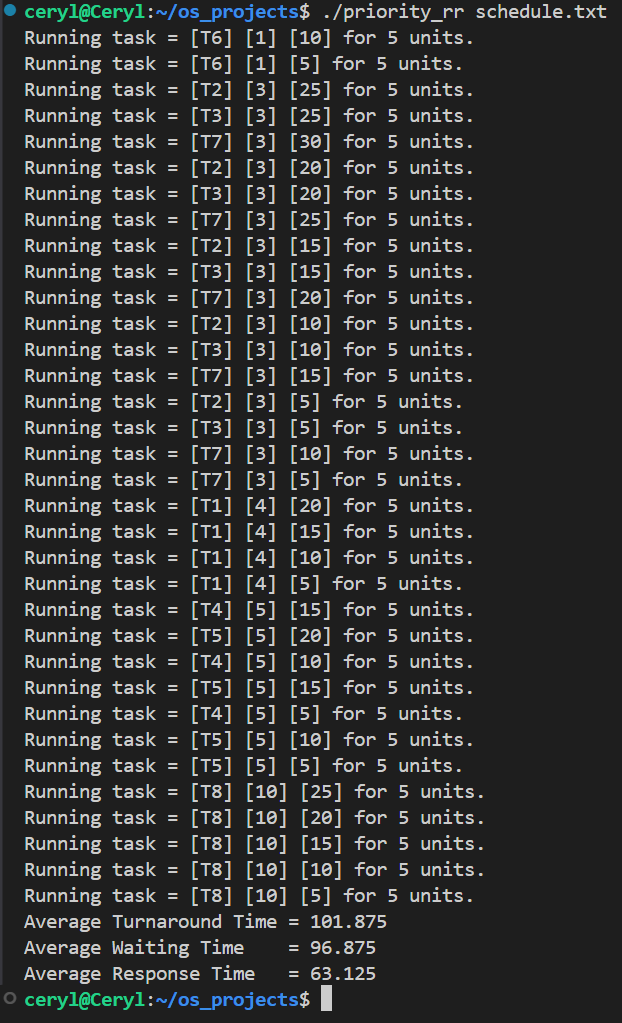 ceryl@Ceryl:~/os_projects$ ./priority_rr schedule.txt
Running task = [T6] [1] [10] for 5 units.
Running task = [T6] [1] [5] for 5 units.
Running task = [T2] [3] [25] for 5 units.
Running task = [T3] [3] [25] for 5 units.
Running task = [T7] [3] [30] for 5 units.
Running task = [T2] [3] [20] for 5 units.
Running task = [T3] [3] [20] for 5 units.
Running task = [T7] [3] [25] for 5 units.
Running task = [T2] [3] [15] for 5 units.
Running task = [T3] [3] [15] for 5 units.
Running task = [T7] [3] [20] for 5 units.
Running task = [T2] [3] [10] for 5 units.
Running task = [T3] [3] [10] for 5 units.
Running task = [T7] [3] [15] for 5 units.
Running task = [T2] [3] [5] for 5 units.
Running task = [T3] [3] [5] for 5 units.
Running task = [T7] [3] [10] for 5 units.
Running task = [T7] [3] [5] for 5 units.
Running task = [T1] [4] [20] for 5 units.
Running task = [T1] [4] [15] for 5 units.
Running task = [T1] [4] [10] for 5 units.
Running task = [T1] [4] [5] for 5 units.
Running task = [T4] [5] [15] for 5 units.
Running task = [T5] [5] [20] for 5 units.
Running task = [T4] [5] [10] for 5 units.
Running task = [T5] [5] [15] for 5 units.
Running task = [T4] [5] [5] for 5 units.
Running task = [T5] [5] [10] for 5 units.
Running task = [T5] [5] [5] for 5 units.
Running task = [T8] [10] [25] for 5 units.
Running task = [T8] [10] [20] for 5 units.
Running task = [T8] [10] [15] for 5 units.
Running task = [T8] [10] [10] for 5 units.
Running task = [T8] [10] [5] for 5 units.
Average Turnaround Time = 101.875
Average Waiting Time    = 96.875
Average Response Time   = 63.125
ceryl@Ceryl:~/os_projects$